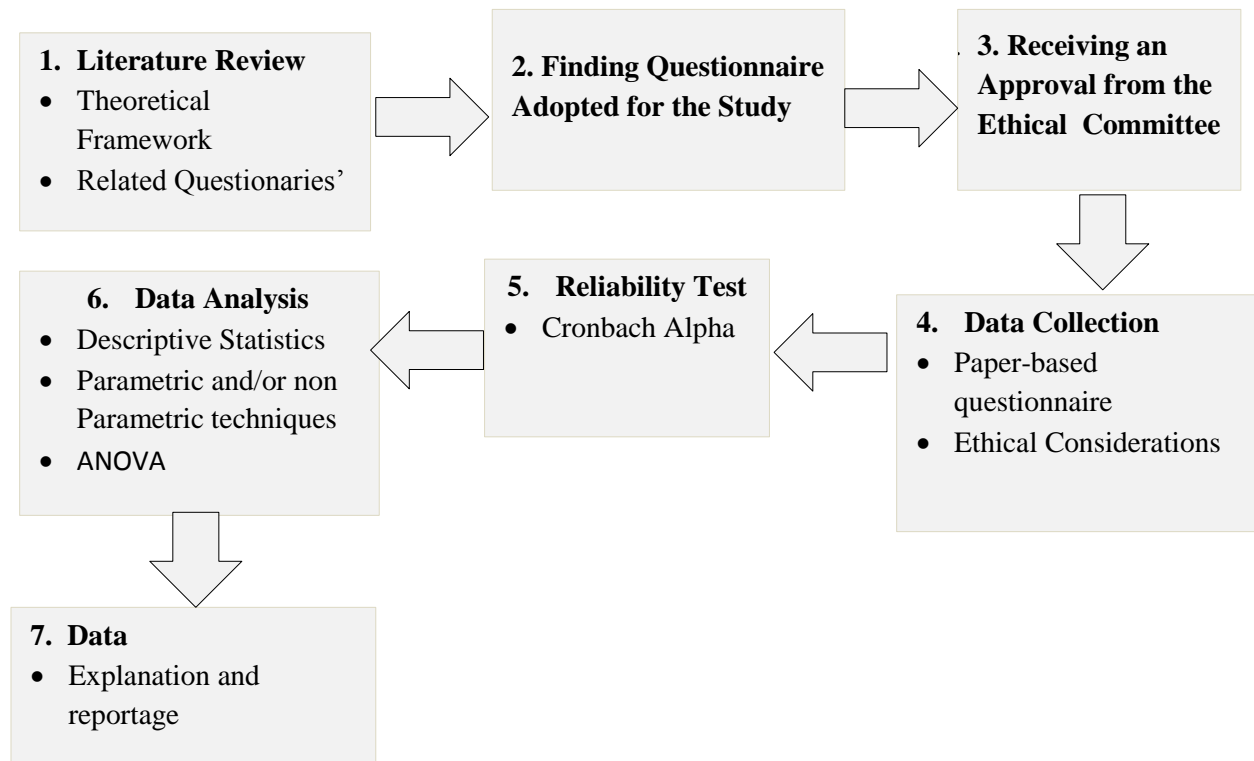 1. Literature Review
• Theoretical
Framework
• Related Questionaries’
2. Finding Questionnaire
Adopted for the Study
. 3. Receiving an
Approval from the
Ethical Committee
4. Data Collection
• Paper-based
questionnaire
• Ethical Considerations
5. Reliability Test
• Cronbach Alpha
6. Data Analysis
• Descriptive Statistics
• Parametric and/or non
Parametric techniques
• ANOVA
7. Data
• Explanation and
reportage